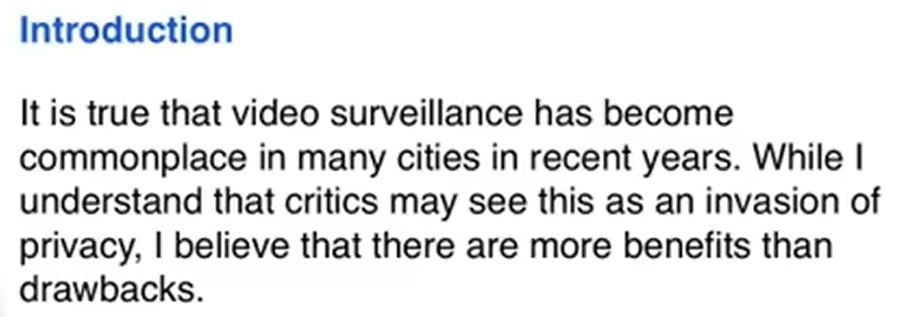 Introduction
It is true that video surveillance has become
commonplace in many cities in recent years. While I
understand that critics may see this as an invasion of
privacy, I believe that there are more benefits than
drawbacks.